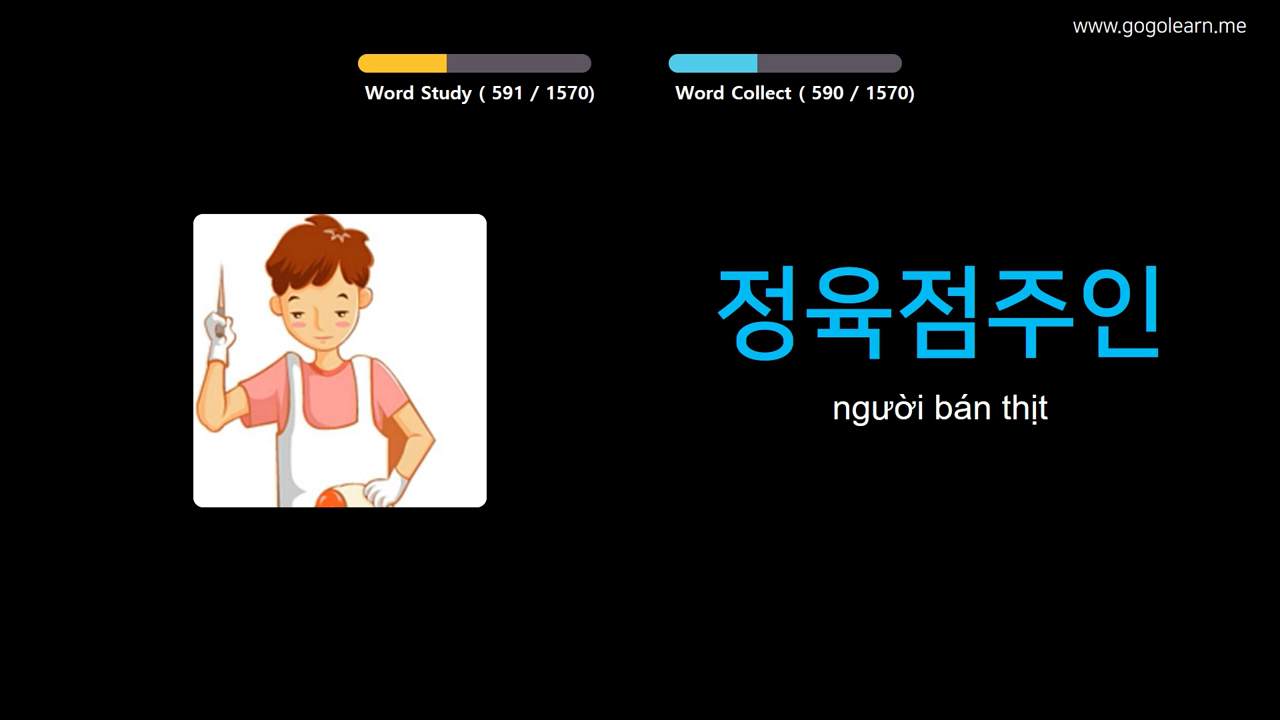 www.gogolearn.me
Word Study ( 591 / 1570)
Word Collect ( 590 / 1570)
정육점주인
người bán thịt